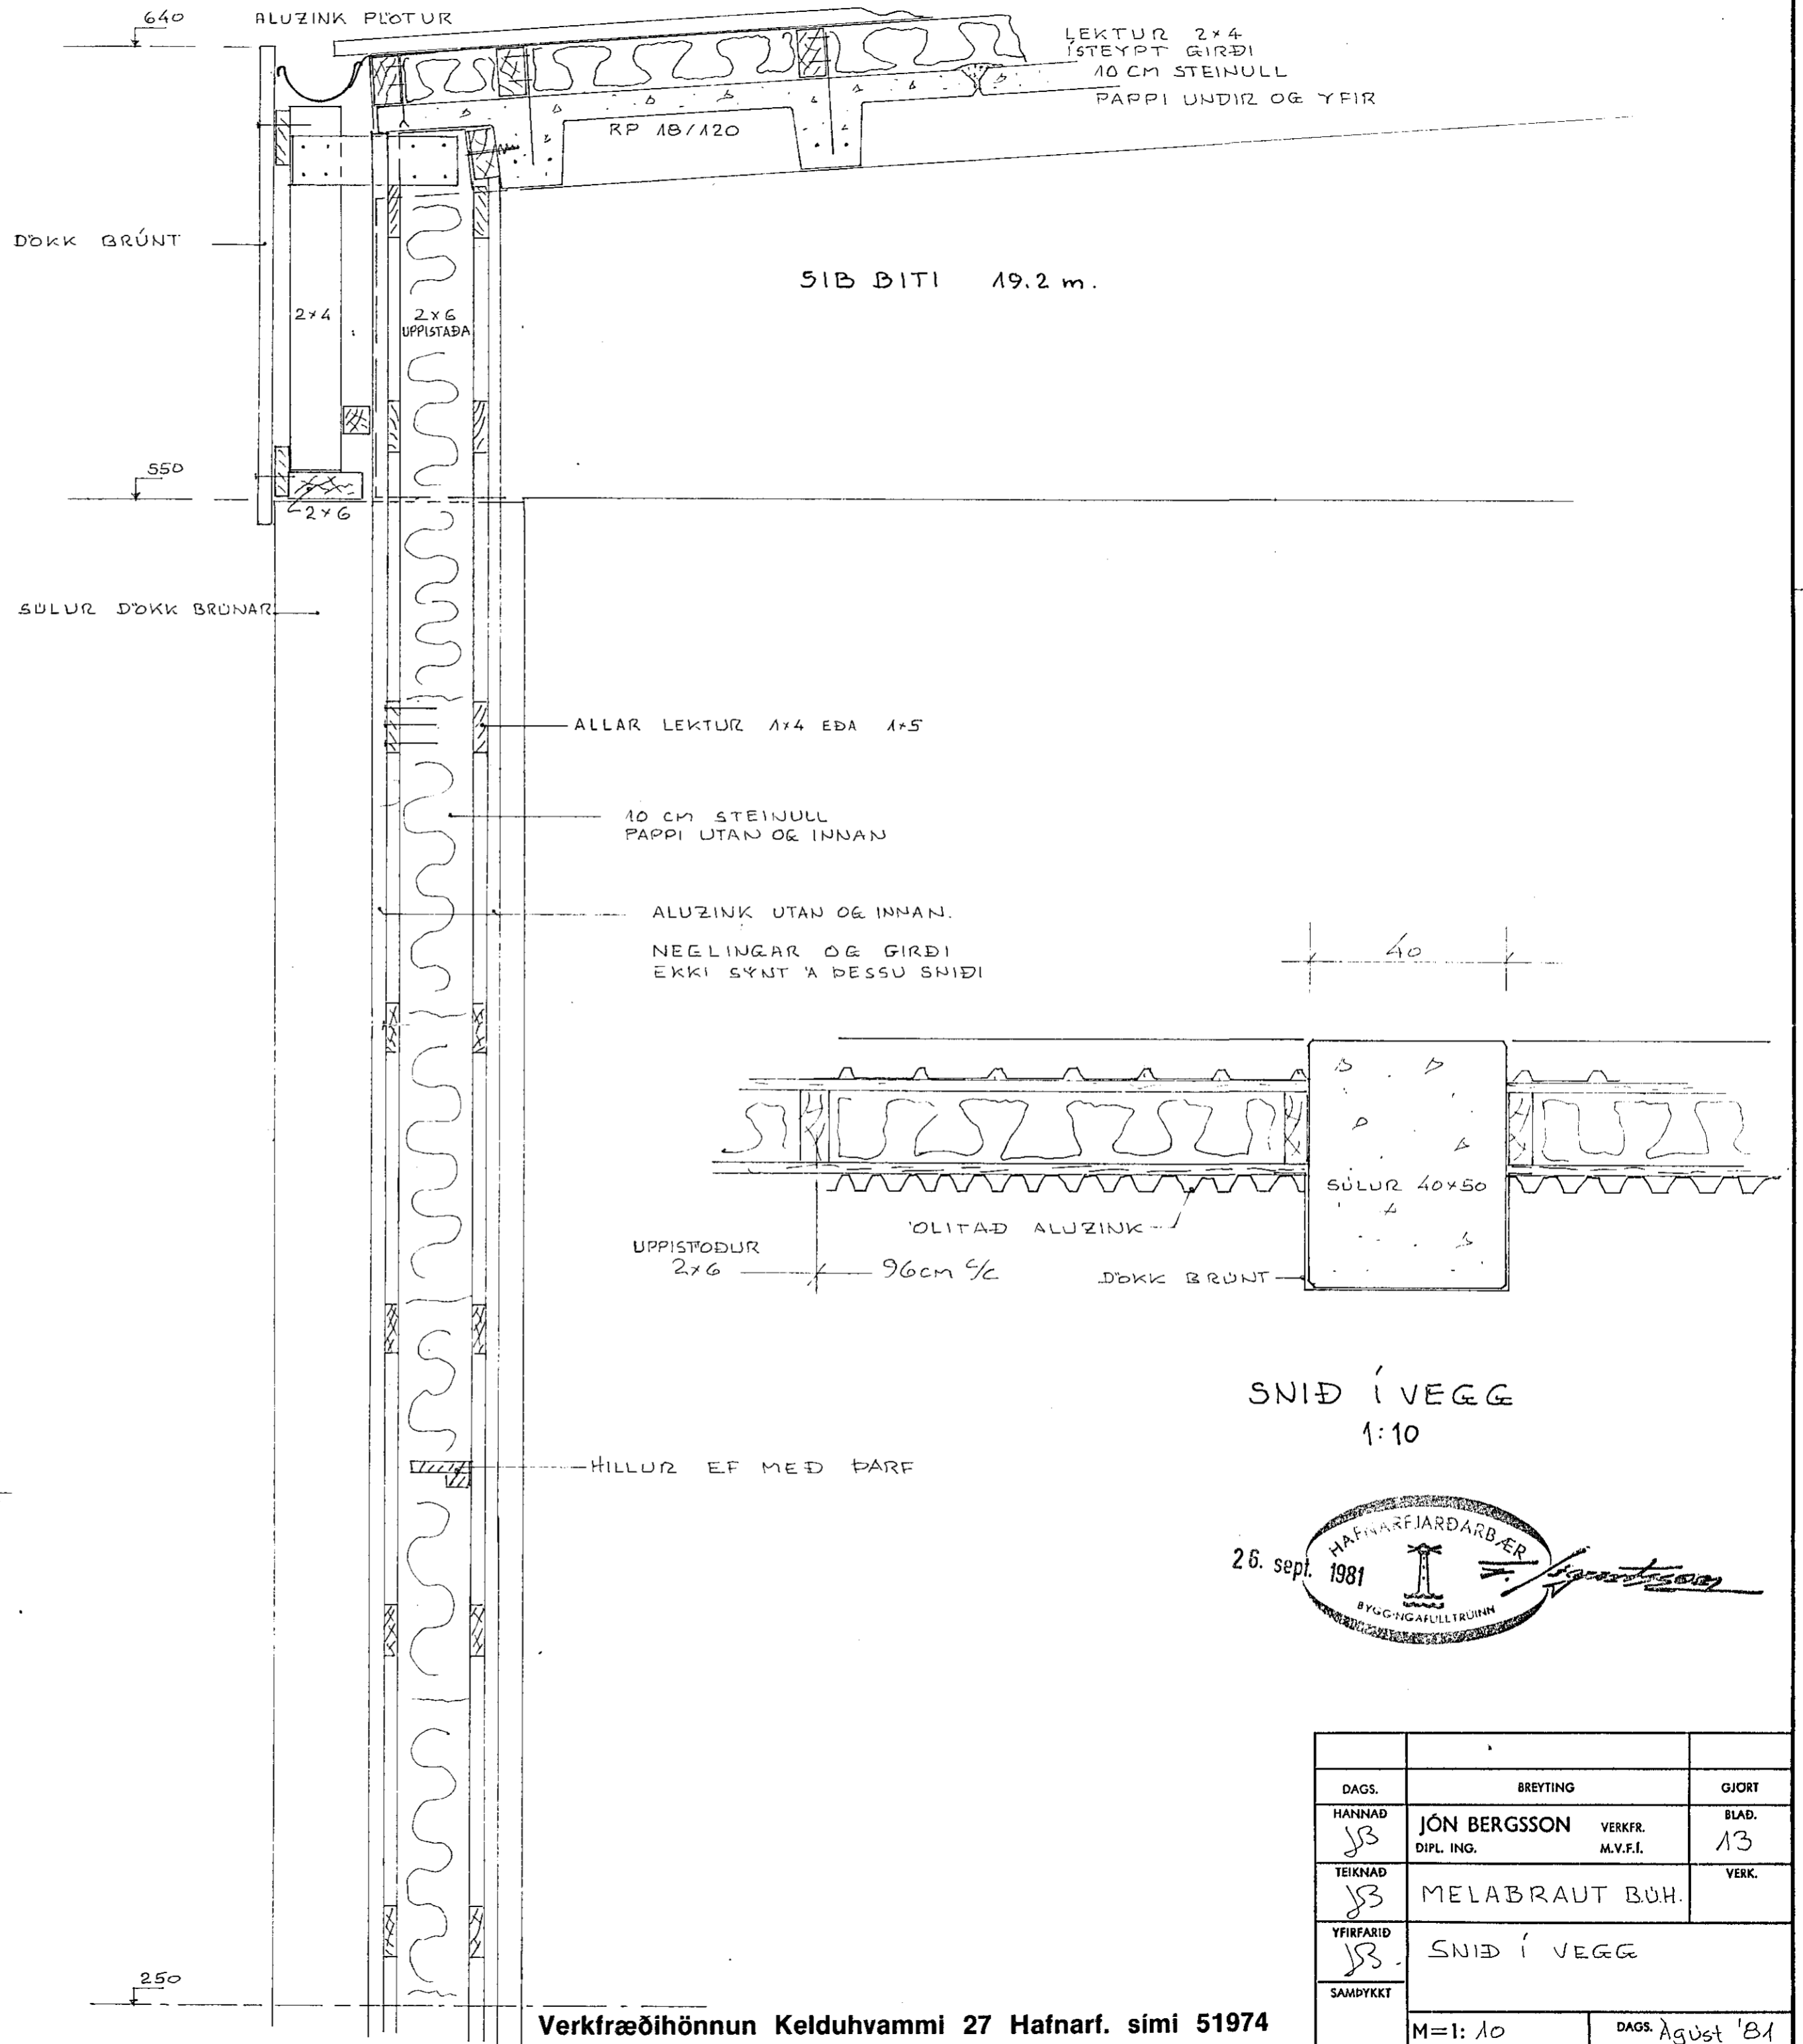 640
ALUZINK PLÖTUR
LEKTUR 2×4
ÍSTEYPT GIRÐI
10 CM STEINULL
PAPPI UNDIR OG YFIR
RP 18/120
DÖKK BRÚNT
SIB BITI 19.2 m.
2×4
2×6
UPPISTAÐA
550
2×6
SÚLUR DÖKK BRÚNAR
ALLAR LEKTUR 1×4 EÐA 1×5
10 CM STEINULL
PAPPI UTAN OG INNAN
ALUZINK UTAN OG INNAN.
NEGLINGAR OG GIRÐI
EKKI SÝNT Á ÞESSU SNIÐI
40
SÚLUR 40×50
ÓLITAÐ ALUZINK
UPPISTÖÐUR
2×6
96cm c/c
DÖKK BRÚNT
SNIÐ Í VEGG
1:10
HILLUR EF MEÐ ÞARF
HAFNARFJARÐARBÆR
26. sept. 1981
BYGGINGAFULLTRÚINN
DAGS. BREYTING GJÖRT
HANNAÐ JB JÓN BERGSSON VERKFR. BLAÐ.
DIPL. ING. M.V.F.Í. 13
TEIKNAÐ VERK.
JB MELABRAUT B.Ú.H.
YFIRFARIÐ
JB. SNIÐ Í VEGG
SAMÞYKKT
250
Verkfræðihönnun Kelduhvammi 27 Hafnarf. sími 51974
M=1: 10 DAGS. Ágúst '81